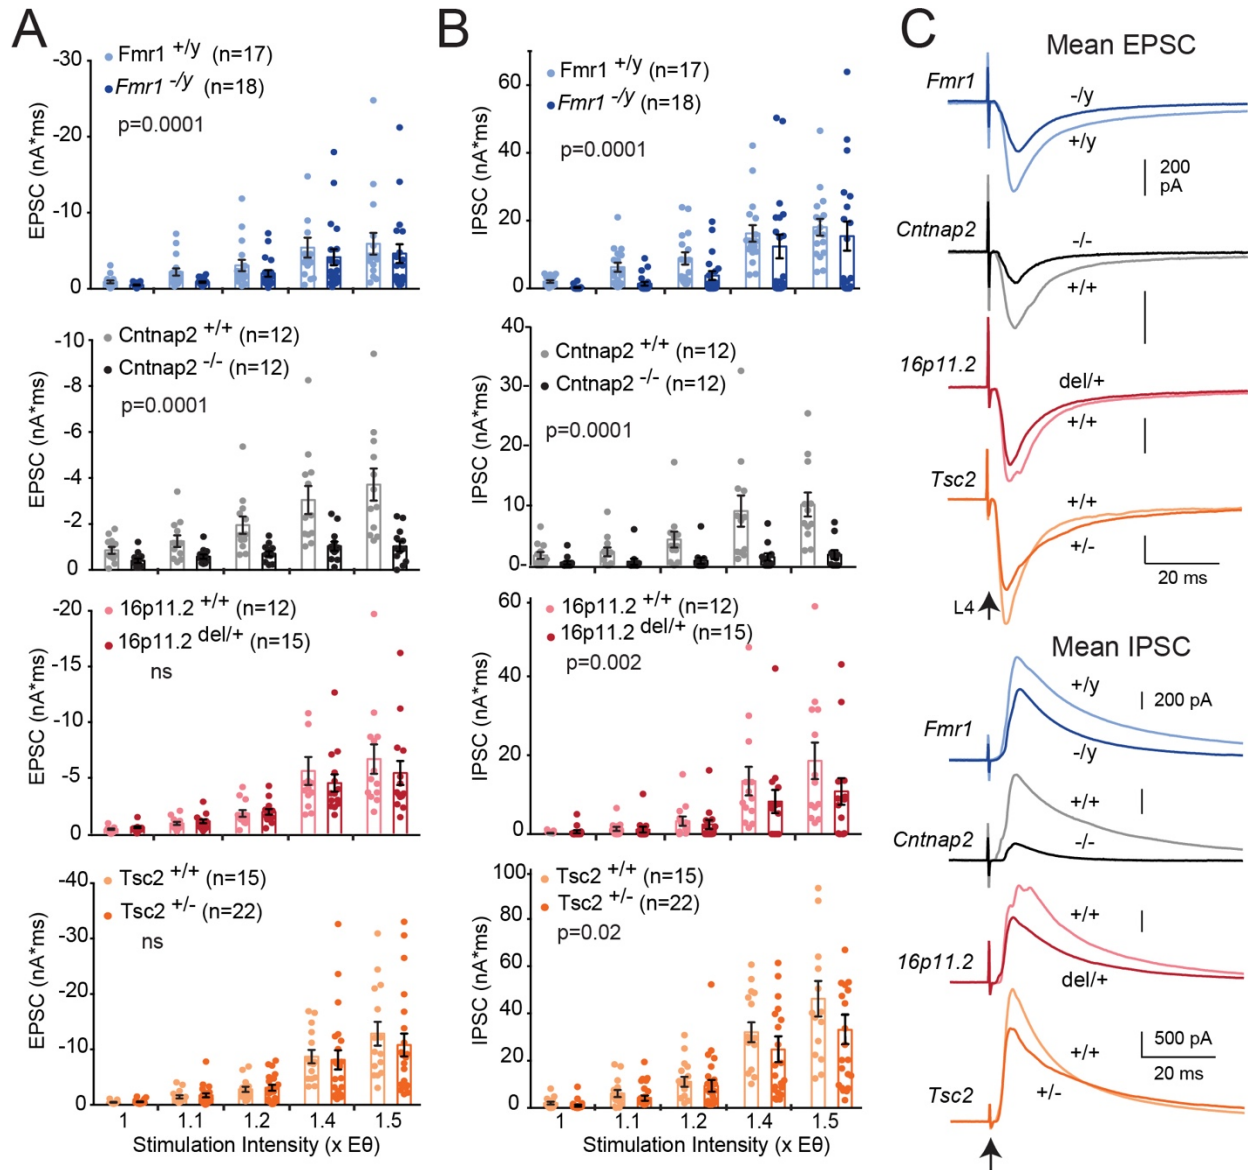 A
EPSC (nA*ms)
-30
-20
-10
0
Fmr1 +/y (n=17)
Fmr1 -/y (n=18)
p=0.0001
EPSC (nA*ms)
-10
-8
-6
-4
-2
0
Cntnap2 +/+ (n=12)
Cntnap2 -/- (n=12)
p=0.0001
EPSC (nA*ms)
-20
-15
-10
-5
0
16p11.2 +/+ (n=12)
16p11.2 del/+ (n=15)
ns
EPSC (nA*ms)
-40
-30
-20
-10
0
Tsc2 +/+ (n=15)
Tsc2 +/- (n=22)
ns
1 1.1 1.2 1.4 1.5
Stimulation Intensity (x Eθ)
B
IPSC (nA*ms)
60
40
20
0
Fmr1 +/y (n=17)
Fmr1 -/y (n=18)
p=0.0001
IPSC (nA*ms)
40
30
20
10
0-
Cntnap2 +/+ (n=12)
Cntnap2 -/- (n=12)
p=0.0001
IPSC (nA*ms)
60
40
20
0
16p11.2 +/+ (n=12)
16p11.2 del/+ (n=15)
p=0.002
IPSC (nA*ms)
100
80
60
40
20
0
Tsc2 +/+ (n=15)
Tsc2 +/- (n=22)
p=0.02
1 1.1 1.2 1.4 1.5
Stimulation Intensity (x Eθ)
C
Mean EPSC
Fmr1
-/y
+/y
200
pA
Cntnap2
-/-
+/+
16p11.2
del/+
+/+
Tsc2
+/+
+/-
20 ms
L4
Mean IPSC
+/y
200 pA
Fmr1
-/y
+/+
Cntnap2
-/-
+/+
16p11.2
del/+
500 pA
20 ms
+/+
Tsc2
+/-